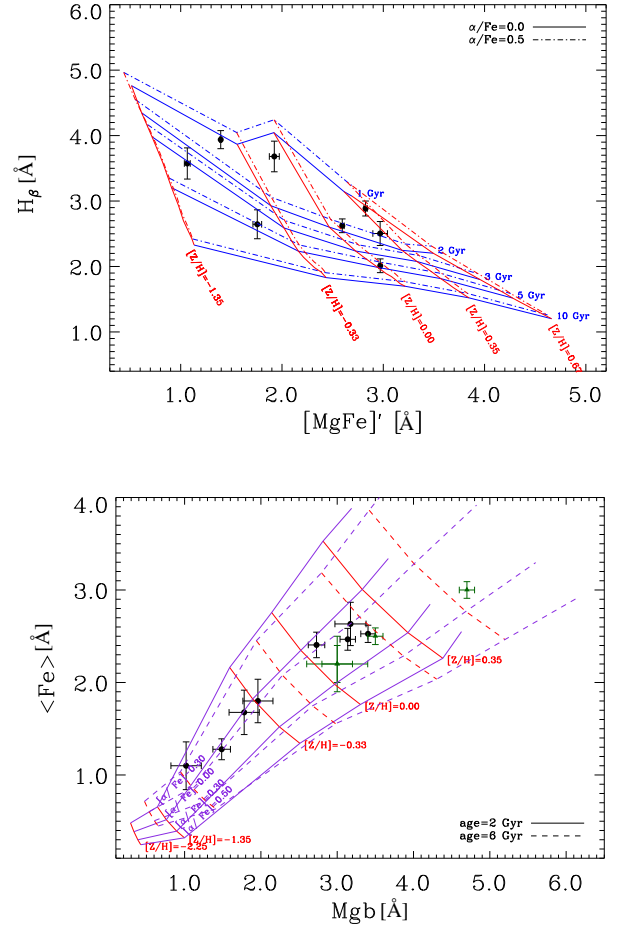 6.0
α/Fe=0.0
α/Fe=0.5
5.0
4.0
3.0
2.0
1.0
Hβ [Å]
1 Gyr
2 Gyr
3 Gyr
5 Gyr
10 Gyr
[Z/H]=-1.35
[Z/H]=-0.33
[Z/H]=0.00
[Z/H]=0.35
[Z/H]=0.67
1.0 2.0 3.0 4.0 5.0
[MgFe]′ [Å]
4.0
3.0
2.0
1.0
<Fe> [Å]
[Z/H]=0.35
[Z/H]=0.00
[Z/H]=-0.33
[Z/H]=-1.35
[Z/H]=-2.25
age=2 Gyr
age=6 Gyr
1.0 2.0 3.0 4.0 5.0 6.0
Mgb [Å]